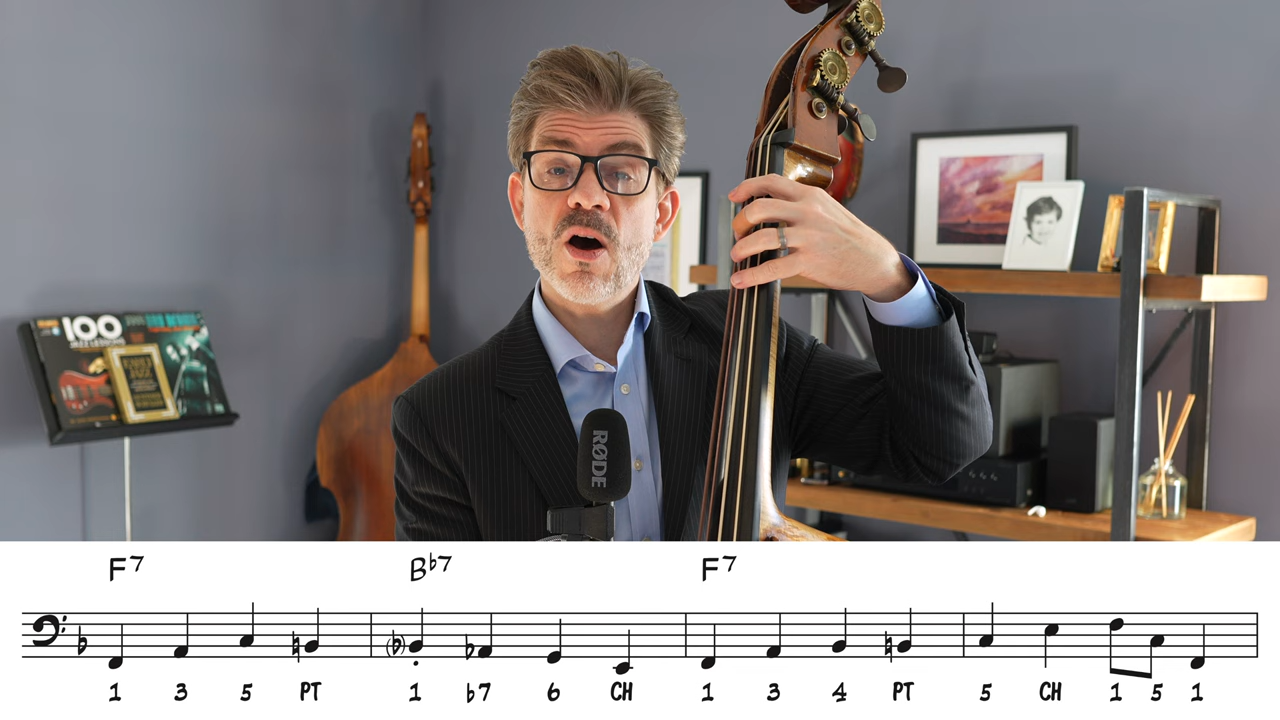 100
JAZZ LESSONS
RØDE
F7 B♭7 F7
1 3 5 PT 1 ♭7 6 CH 1 3 4 PT 5 CH 1 5 1